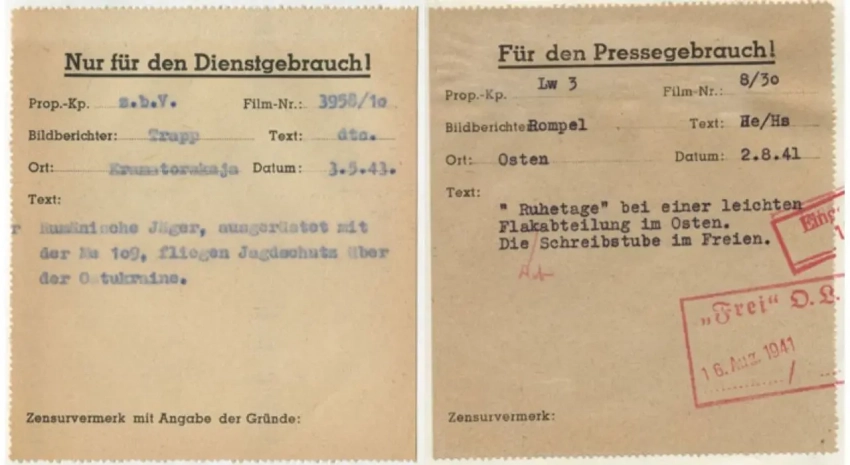 Nur für den Dienstgebrauch!
Prop.-Kp. z.b.V. Film-Nr.: 3958/10
Bildberichter: Trapp Text: dto.
Ort: Kramatorskaja Datum: 3.5.43.
Text:
Rumänische Jäger, ausgerüstet mit
der Me 109, fliegen Jagdschutz über
der Ostukraine.
Zensurvermerk mit Angabe der Gründe:
Für den Pressegebrauch!
Prop.-Kp. Lw 3 Film-Nr.: 8/30
Bildberichte Rompel Text: He/Hs
Ort: Osten Datum: 2.8.41
Text:
" Ruhetage" bei einer leichten
Flakabteilung im Osten.
Die Schreibstube im Freien.
„Frei“ O.K.
16. Aug. 1941
Zensurvermerk: